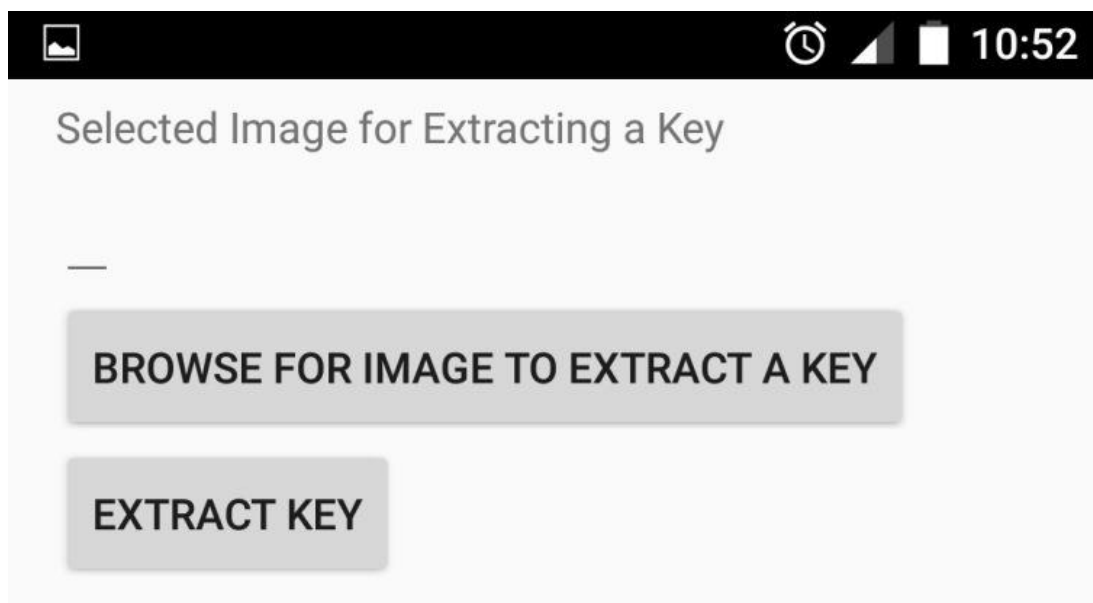 10:52
Selected Image for Extracting a Key
BROWSE FOR IMAGE TO EXTRACT A KEY
EXTRACT KEY